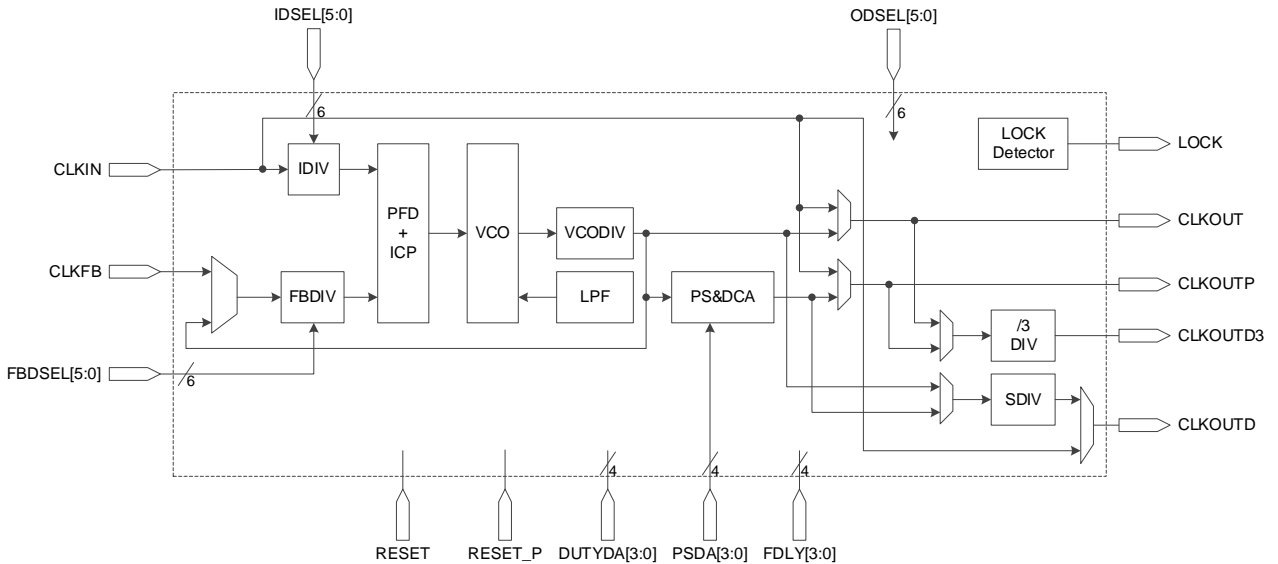 IDSEL[5:0]
ODSEL[5:0]
6
6
LOCK
Detector
LOCK
CLKIN
IDIV
PFD
+
ICP
VCO
VCODIV
CLKOUT
CLKFB
FBDIV
LPF
PS&DCA
CLKOUTP
/3
DIV
CLKOUTD3
FBDSEL[5:0]
6
SDIV
CLKOUTD
4
4
4
RESET
RESET_P
DUTYDA[3:0]
PSDA[3:0]
FDLY[3:0]